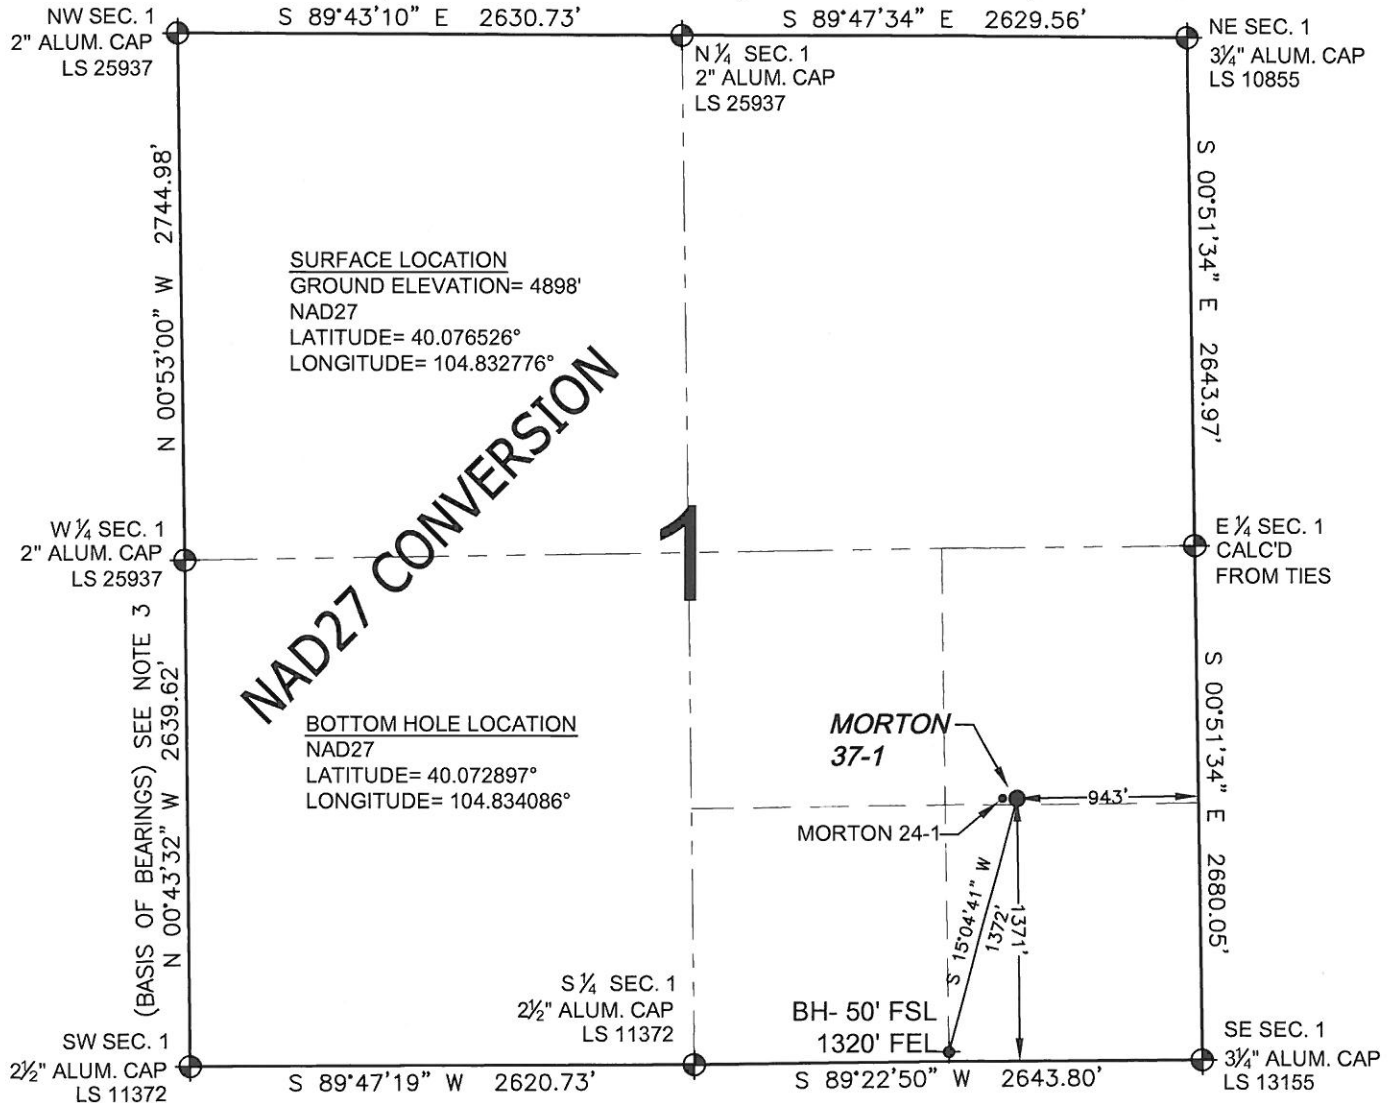 S 89°43'10" E 2630.73'
S 89°47'34" E 2629.56'
NW SEC. 1
2" ALUM. CAP
LS 25937
N ¼ SEC. 1
2" ALUM. CAP
LS 25937
NE SEC. 1
3¼" ALUM. CAP
LS 10855
N 00°53'00" W 2744.98'
S 00°51'34" E 2643.97'
SURFACE LOCATION
GROUND ELEVATION= 4898'
NAD27
LATITUDE= 40.076526°
LONGITUDE= 104.832776°
NAD27 CONVERSION
1
W ¼ SEC. 1
2" ALUM. CAP
LS 25937
E ¼ SEC. 1
CALC'D
FROM TIES
(BASIS OF BEARINGS) SEE NOTE 3
N 00°43'32" W 2639.62'
BOTTOM HOLE LOCATION
NAD27
LATITUDE= 40.072897°
LONGITUDE= 104.834086°
MORTON
37-1
MORTON 24-1
943'
S 15°04'41" W
1372'
1371'
S 00°51'34" E 2680.05'
BH- 50' FSL
1320' FEL
S ¼ SEC. 1
2½" ALUM. CAP
LS 11372
SW SEC. 1
2½" ALUM. CAP
LS 11372
SE SEC. 1
3¼" ALUM. CAP
LS 13155
S 89°47'19" W 2620.73'
S 89°22'50" W 2643.80'